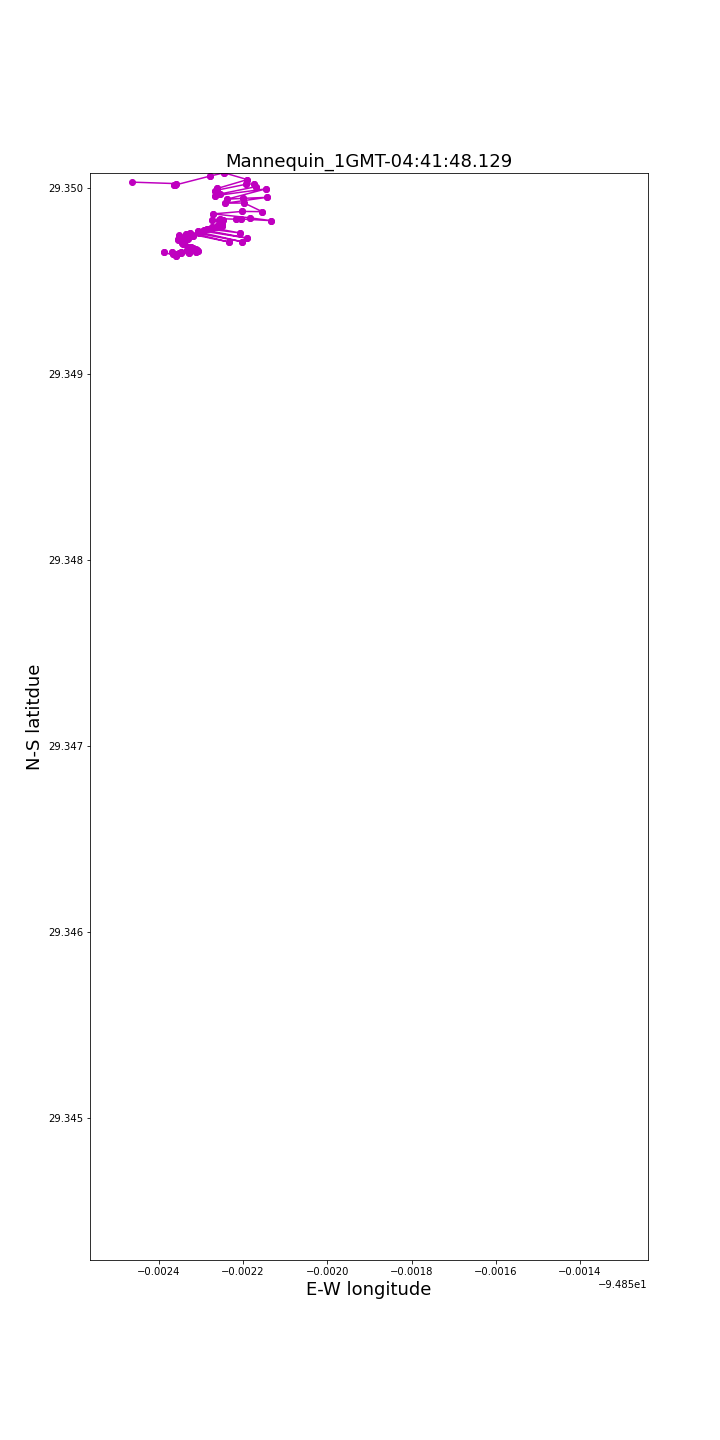 Mannequin_1GMT-04:41:48.129
29.350
29.349
29.348
29.347
29.346
29.345
N-S latitdue
−0.0024 −0.0022 −0.0020 −0.0018 −0.0016 −0.0014
−9.485e1
E-W longitude